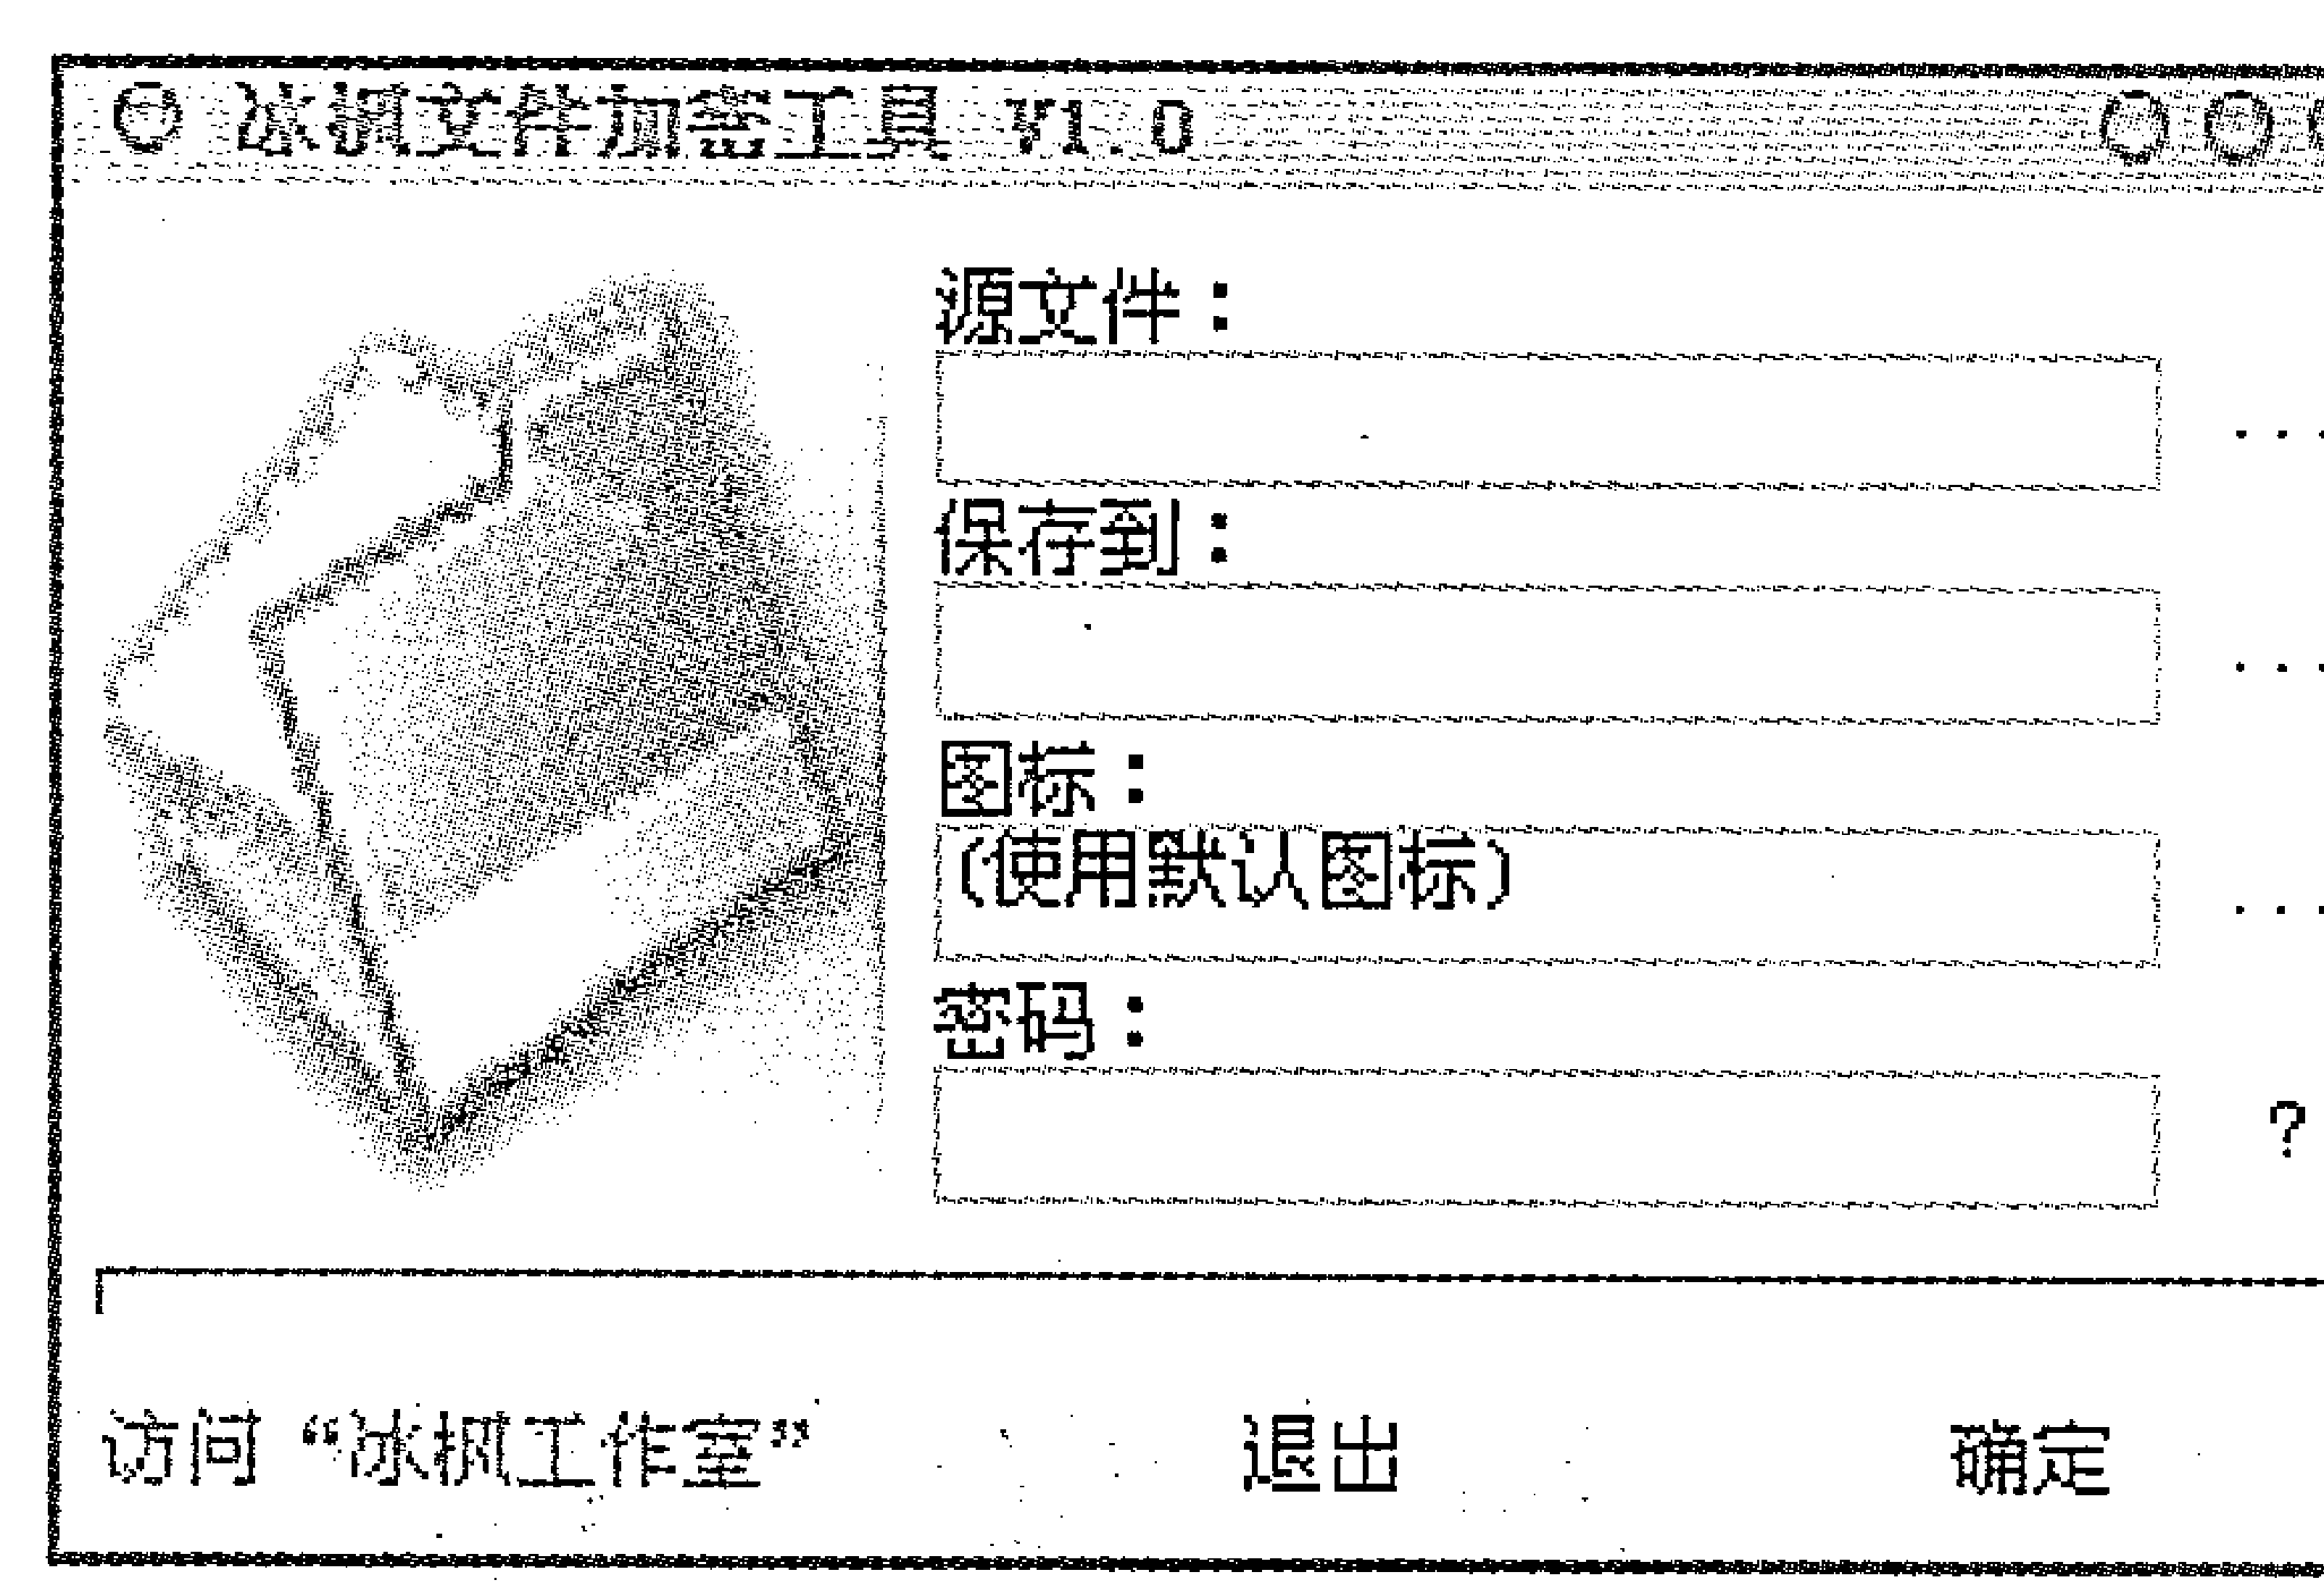 冰枫文件加密工具 V1.0
源文件：
...
保存到：
...
图标：
(使用默认图标)
...
密码：
?
访问“冰枫工作室”
退出
确定